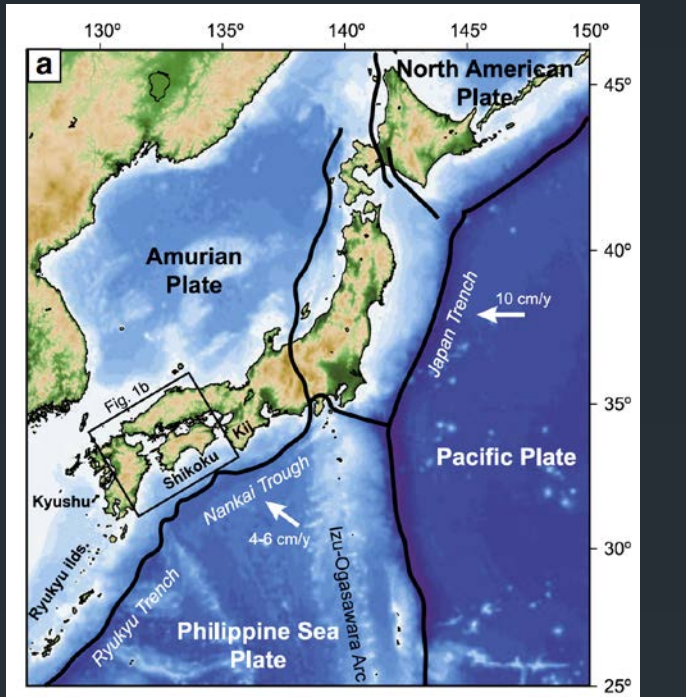 130º 135º 140º 145º 150º
a
North American
Plate
45º
Amurian
Plate
40º
10 cm/y
Japan Trench
Fig. 1b
35º
Kij
Shikoku
Pacific Plate
Nankai Trough
Kyushu
4-6 cm/y
30º
Ryukyu ilds.
Izu-Ogasawara Arc
Ryukyu Trench
Philippine Sea
Plate
25º